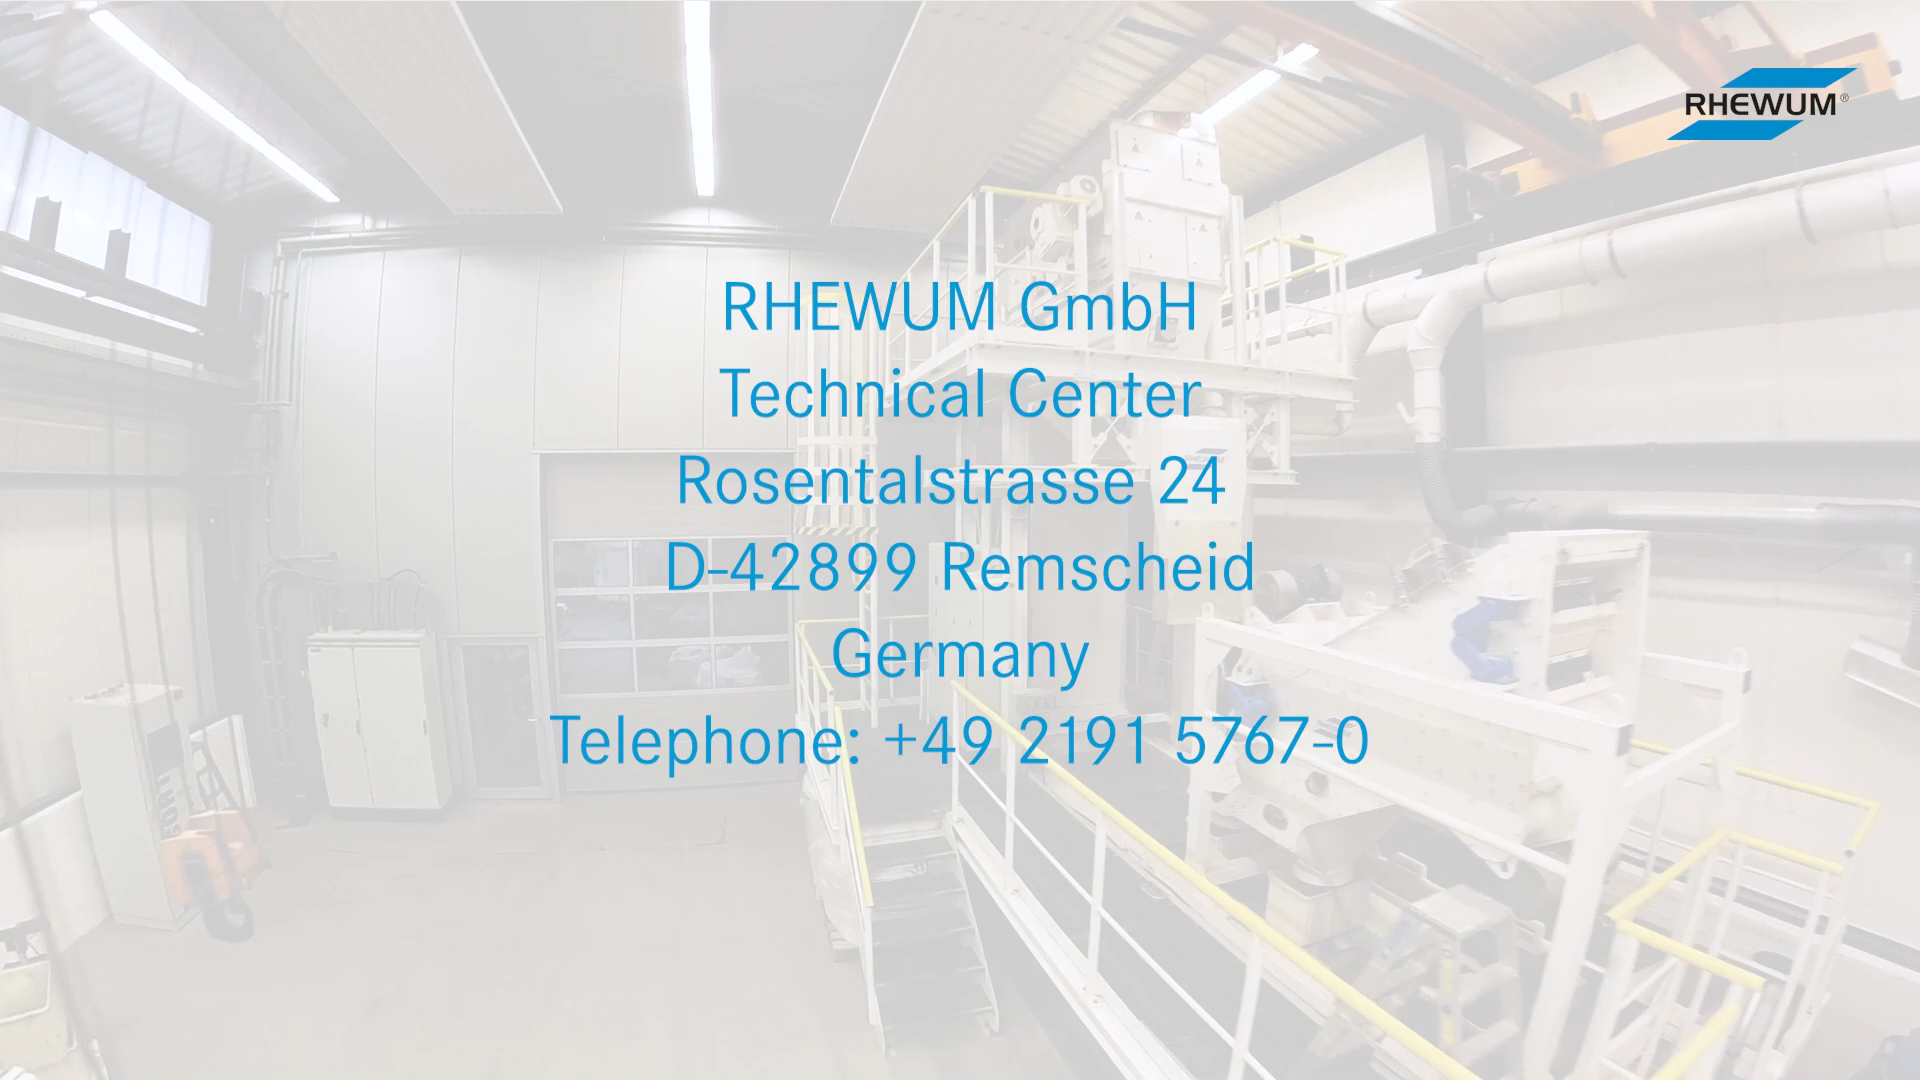 RHEWUM®
RHEWUM GmbH
Technical Center
Rosentalstrasse 24
D-42899 Remscheid
Germany
Telephone: +49 2191 5767-0